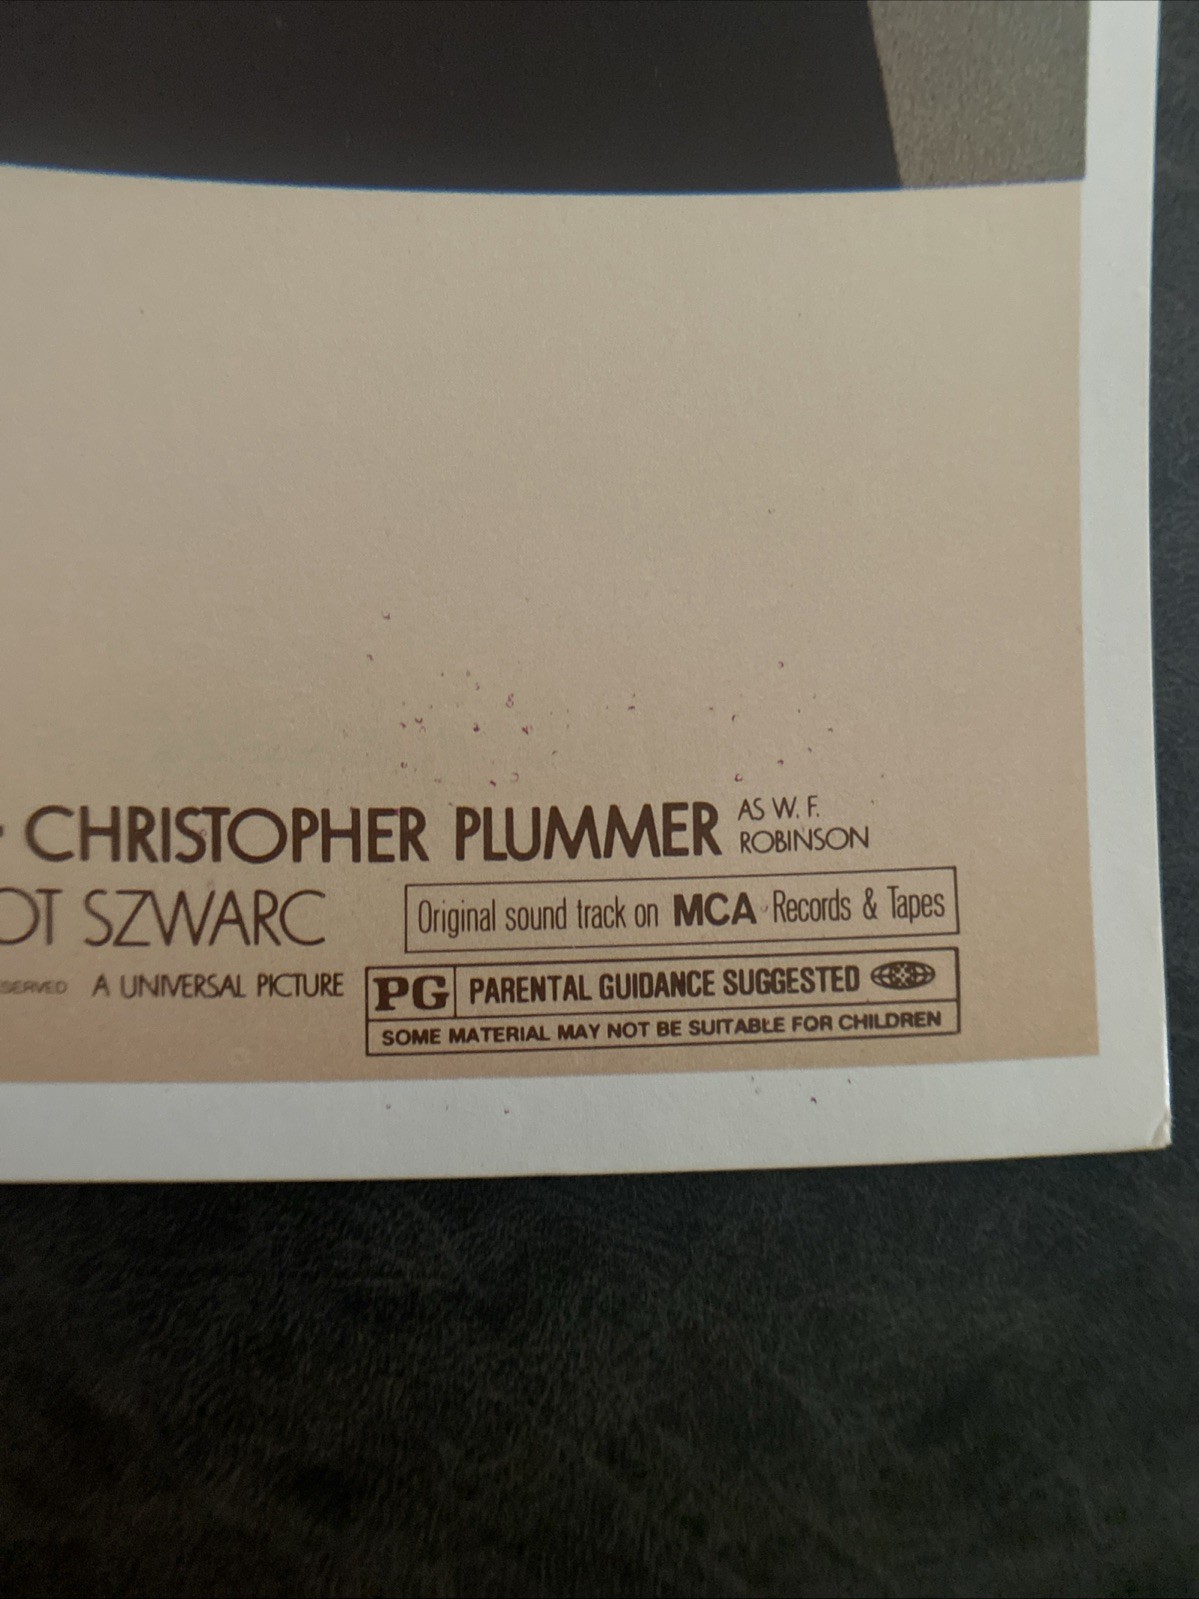 CHRISTOPHER PLUMMER AS W. F. ROBINSON
OT SZWARC
Original sound track on MCA Records & Tapes
SERVED A UNIVERSAL PICTURE
PG PARENTAL GUIDANCE SUGGESTED
SOME MATERIAL MAY NOT BE SUITABLE FOR CHILDREN